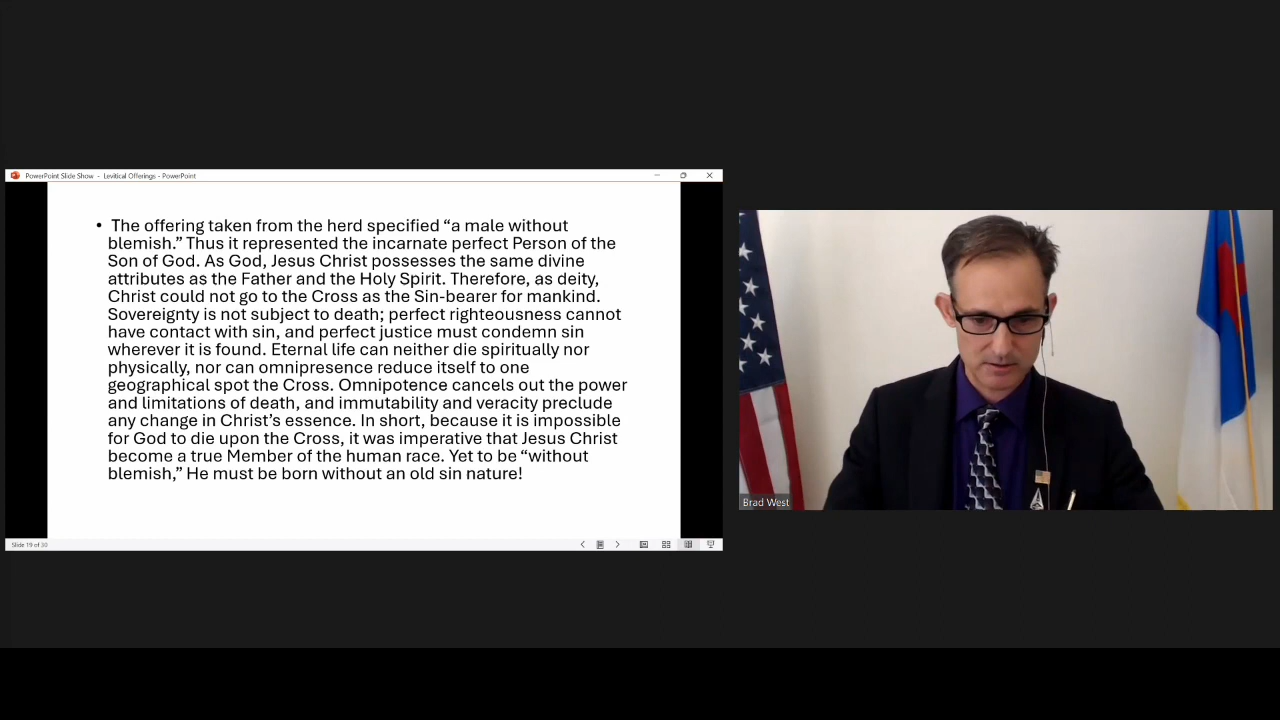 PowerPoint Slide Show - Levitical Offerings - PowerPoint
• The offering taken from the herd specified “a male without
blemish.” Thus it represented the incarnate perfect Person of the
Son of God. As God, Jesus Christ possesses the same divine
attributes as the Father and the Holy Spirit. Therefore, as deity,
Christ could not go to the Cross as the Sin-bearer for mankind.
Sovereignty is not subject to death; perfect righteousness cannot
have contact with sin, and perfect justice must condemn sin
wherever it is found. Eternal life can neither die spiritually nor
physically, nor can omnipresence reduce itself to one
geographical spot the Cross. Omnipotence cancels out the power
and limitations of death, and immutability and veracity preclude
any change in Christ’s essence. In short, because it is impossible
for God to die upon the Cross, it was imperative that Jesus Christ
become a true Member of the human race. Yet to be “without
blemish,” He must be born without an old sin nature!
Slide 19 of 30
Brad West